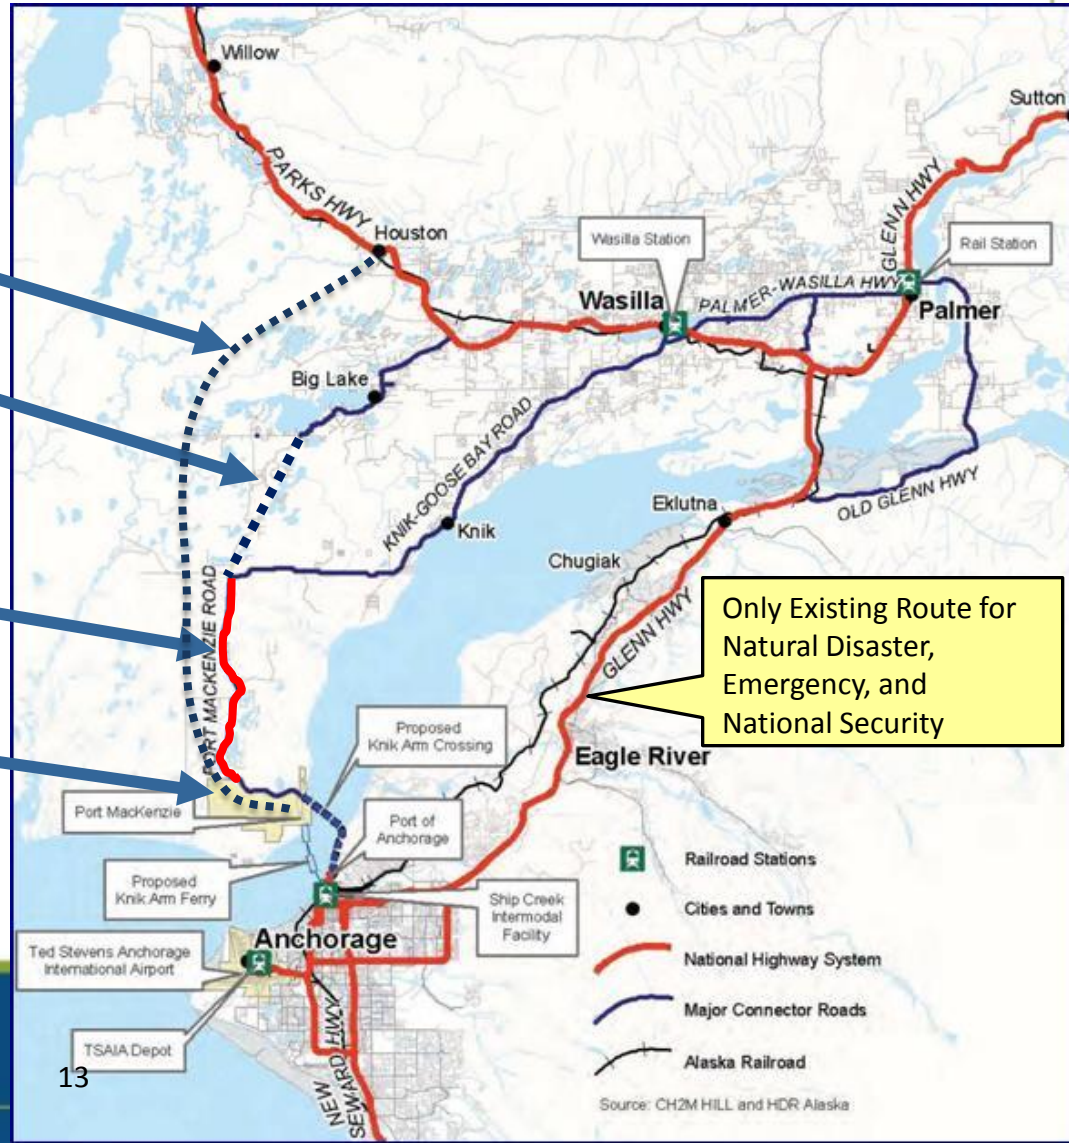 Willow
Sutton
PARKS HWY
GLENN HWY
Houston
Wasilla Station
Rail Station
Wasilla
PALMER-WASILLA HWY
Palmer
Big Lake
KNIK-GOOSE BAY ROAD
Eklutna
OLD GLENN HWY
Knik
Chugiak
PORT MACKENZIE ROAD
GLENN HWY
Only Existing Route for
Natural Disaster,
Emergency, and
National Security
Proposed
Knik Arm Crossing
Eagle River
Port MacKenzie
Port of
Anchorage
Proposed
Knik Arm Ferry
Ship Creek
Intermodal
Facility
Anchorage
Ted Stevens Anchorage
International Airport
TSAIA Depot
NEW
SEWARD HWY
Railroad Stations
Cities and Towns
National Highway System
Major Connector Roads
Alaska Railroad
Source: CH2M HILL and HDR Alaska
13